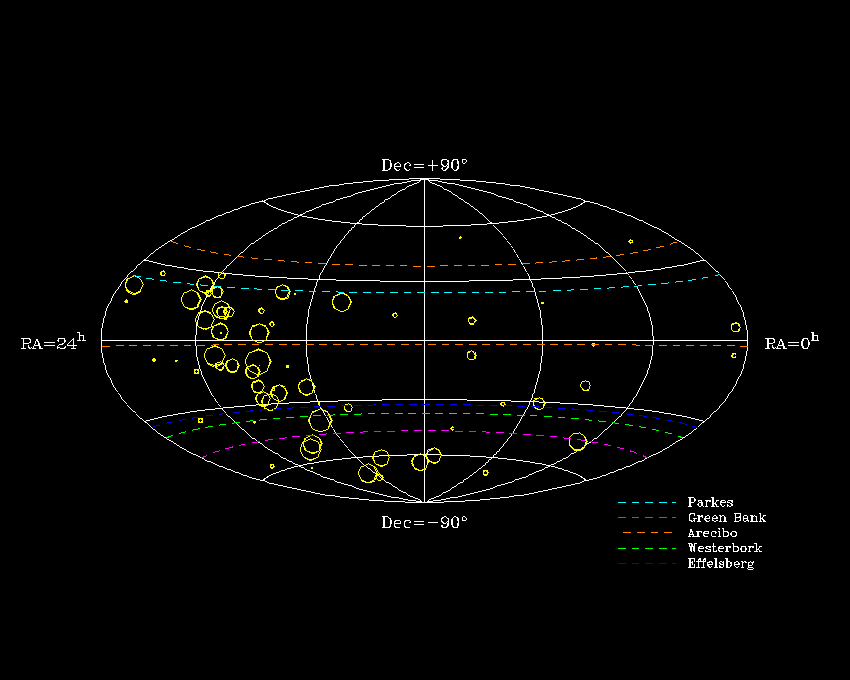 Dec=+90°
RA=24ʰ
RA=0ʰ
Dec=−90°
Parkes
Green Bank
Arecibo
Westerbork
Effelsberg